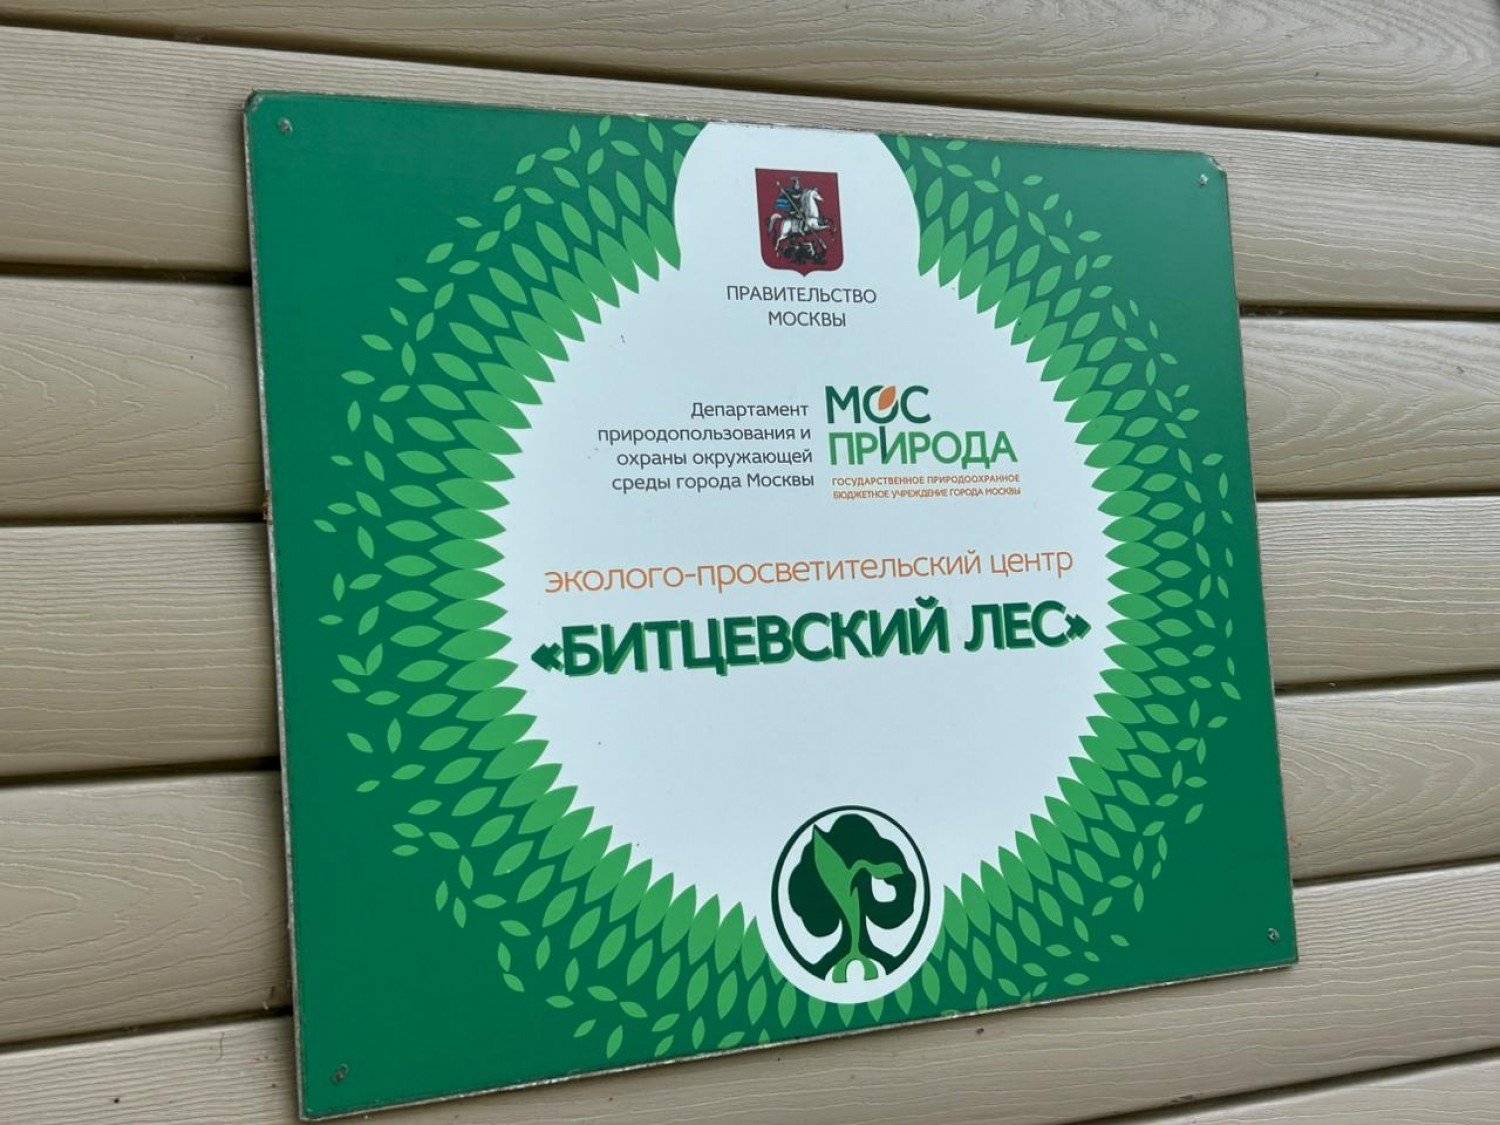 ПРАВИТЕЛЬСТВО
МОСКВЫ
Департамент
природопользования и
охраны окружающей
среды города Москвы
МОС
ПРИРОДА
ГОСУДАРСТВЕННОЕ ПРИРОДООХРАННОЕ
БЮДЖЕТНОЕ УЧРЕЖДЕНИЕ ГОРОДА МОСКВЫ
эколого-просветительский центр
«БИТЦЕВСКИЙ ЛЕС»